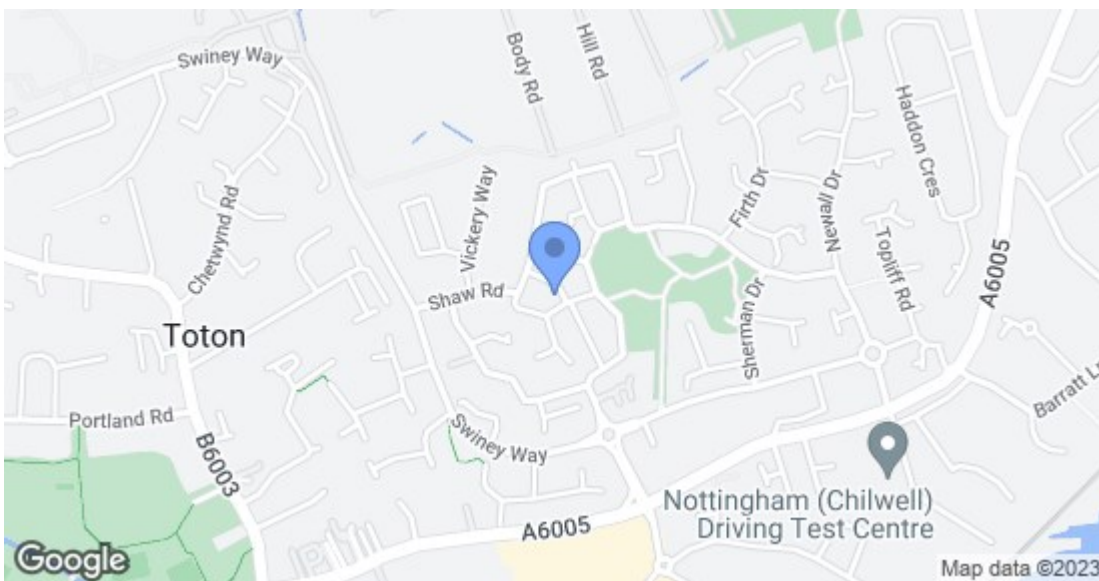 Swiney Way
Body Rd
Hill Rd
Haddon Cres
Chetwynd Rd
Vickery Way
Firth Dr
Newall Dr
Topliff Rd
A6005
Shaw Rd
Sherman Dr
Toton
Portland Rd
B6003
Swiney Way
Barratt Ln
Nottingham (Chilwell)
Driving Test Centre
A6005
Google
Map data ©2023